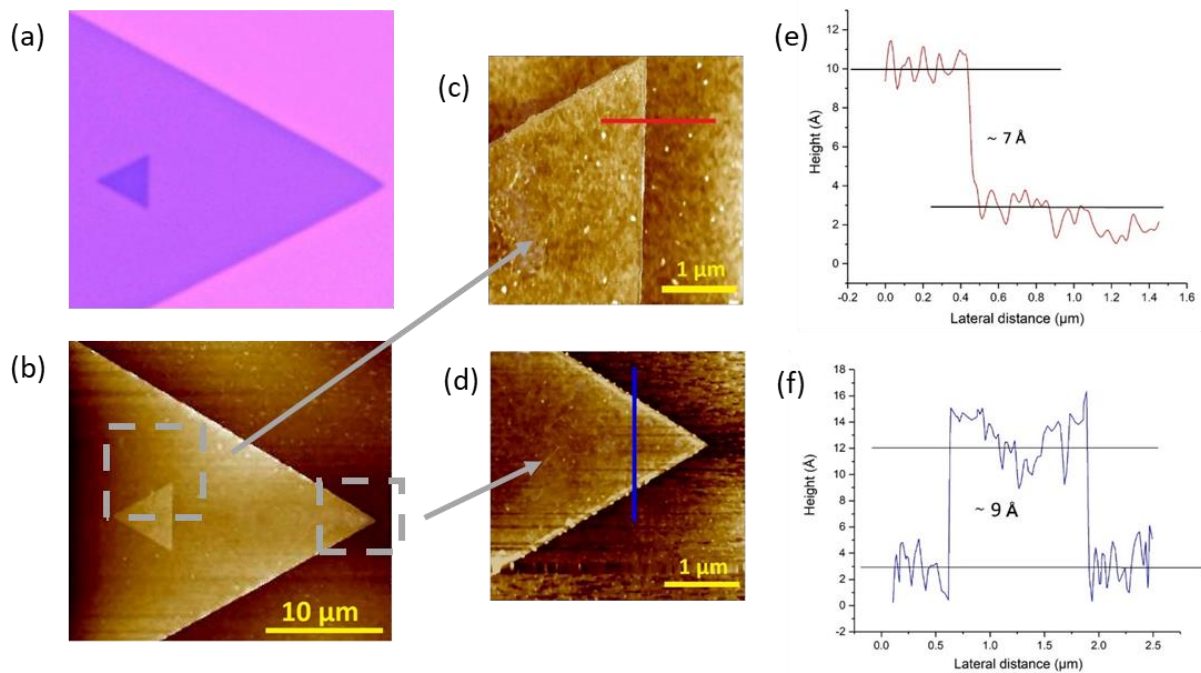 (a)
(b)
10 µm
(c)
1 µm
(d)
1 µm
(e)
Height (Å)
12
10
8
6
4
2
0
~ 7 Å
-0.2 0.0 0.2 0.4 0.6 0.8 1.0 1.2 1.4 1.6
Lateral distance (µm)
(f)
Height (Å)
18
16
14
12
10
8
6
4
2
0
-2
~ 9 Å
0.0 0.5 1.0 1.5 2.0 2.5
Lateral distance (µm)